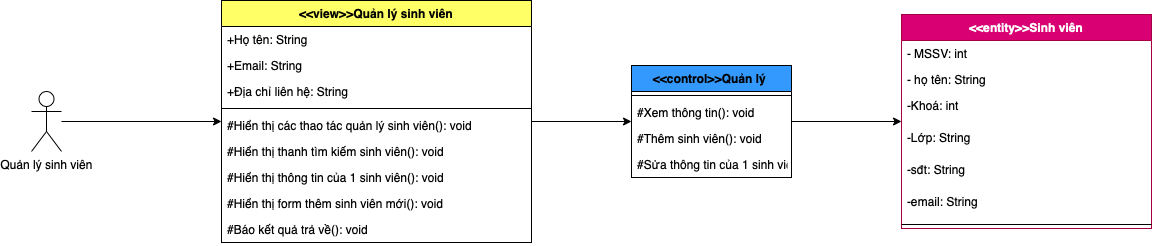 Quản lý sinh viên
<<view>>Quản lý sinh viên
+Họ tên: String
+Email: String
+Địa chí liên hệ: String
#Hiển thị các thao tác quản lý sinh viên(): void
#Hiển thị thanh tìm kiếm sinh viên(): void
#Hiển thị thông tin của 1 sinh viên(): void
#Hiển thị form thêm sinh viên mới(): void
#Báo kết quả trả về(): void
<<control>>Quản lý
#Xem thông tin(): void
#Thêm sinh viên(): void
#Sửa thông tin của 1 sinh
<<entity>>Sinh viên
- MSSV: int
- họ tên: String
-Khoá: int
-Lớp: String
-sđt: String
-email: String